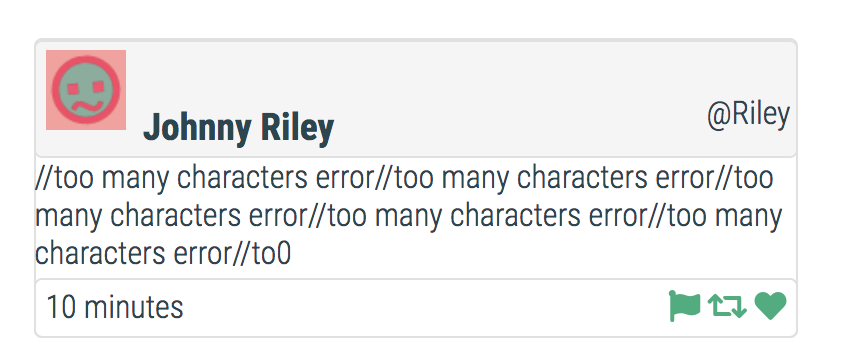 Johnny Riley
@Riley
//too many characters error//too many characters error//too
many characters error//too many characters error//too many
characters error//to0
10 minutes